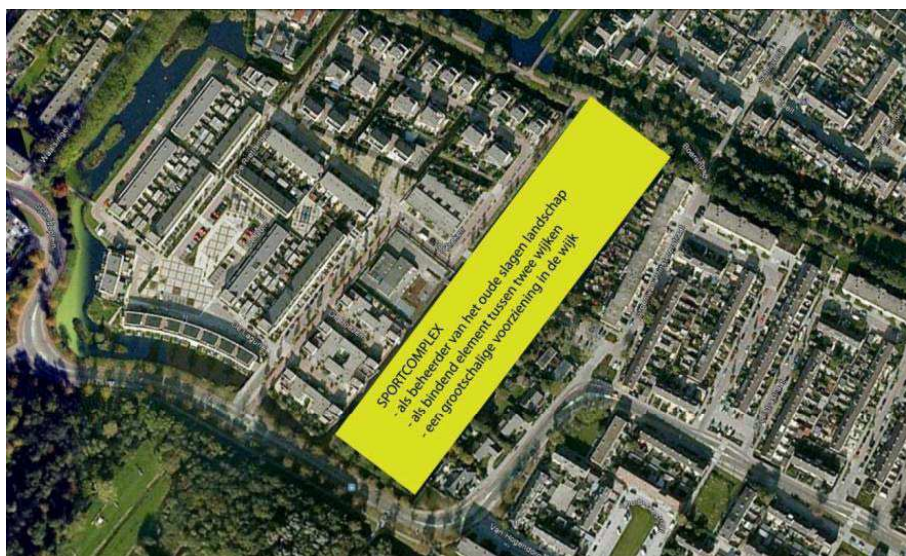 SPORTCOMPLEX
- als beheerder van het oude slagen landschap
- als bindend element tussen twee wijken
- een grootschalige voorziening in de wijk